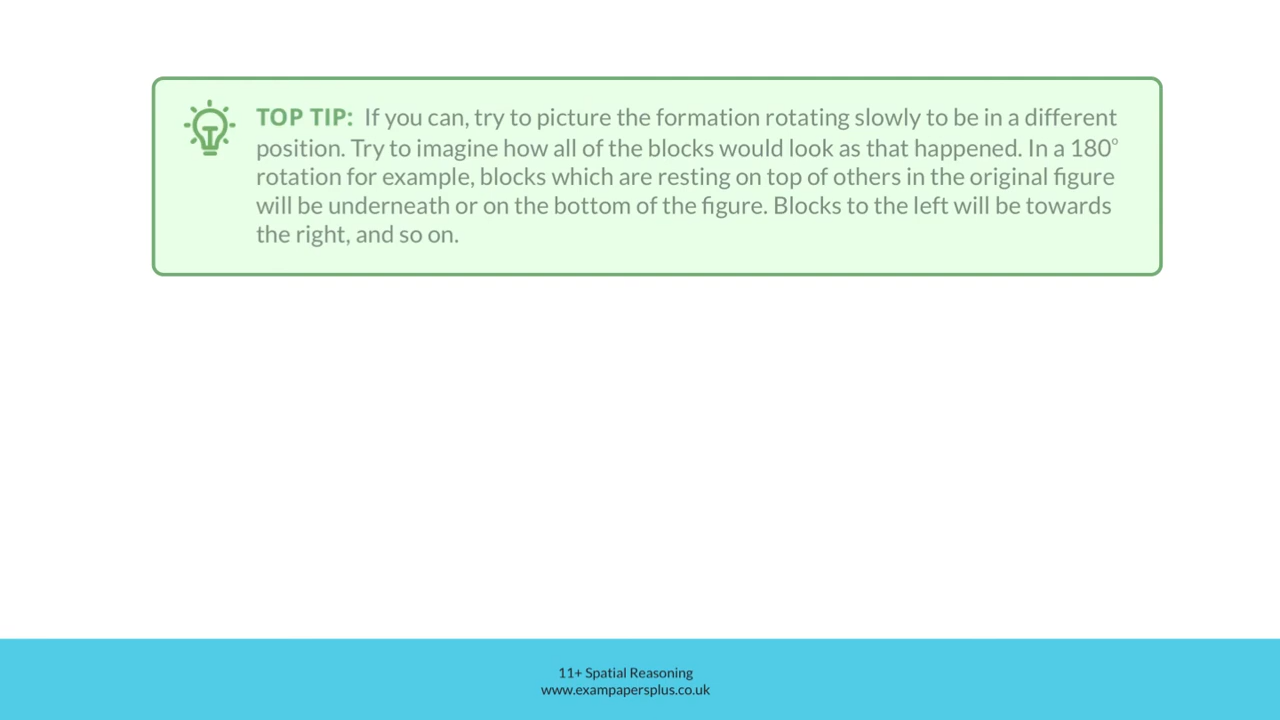 TOP TIP: If you can, try to picture the formation rotating slowly to be in a different
position. Try to imagine how all of the blocks would look as that happened. In a 180°
rotation for example, blocks which are resting on top of others in the original figure
will be underneath or on the bottom of the figure. Blocks to the left will be towards
the right, and so on.
11+ Spatial Reasoning
www.exampapersplus.co.uk